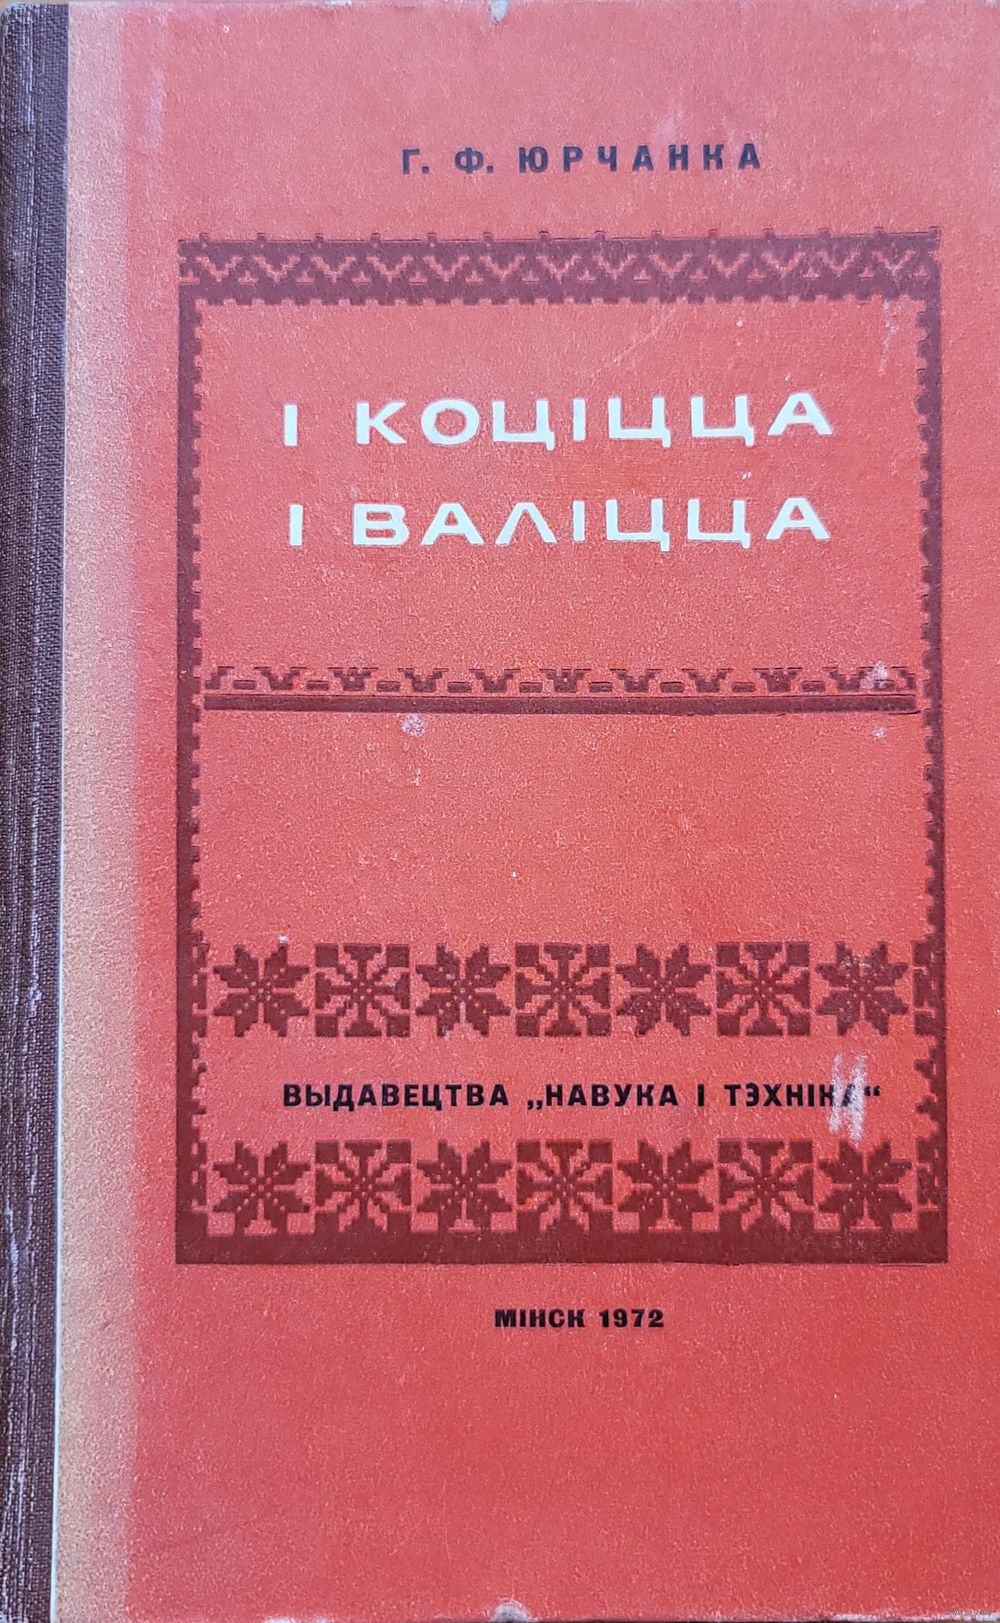 Г. Ф. ЮРЧАНКА
І КОЦІЦЦА
І ВАЛІЦЦА
ВЫДАВЕЦТВА „НАВУКА І ТЭХНІКА“
МІНСК 1972